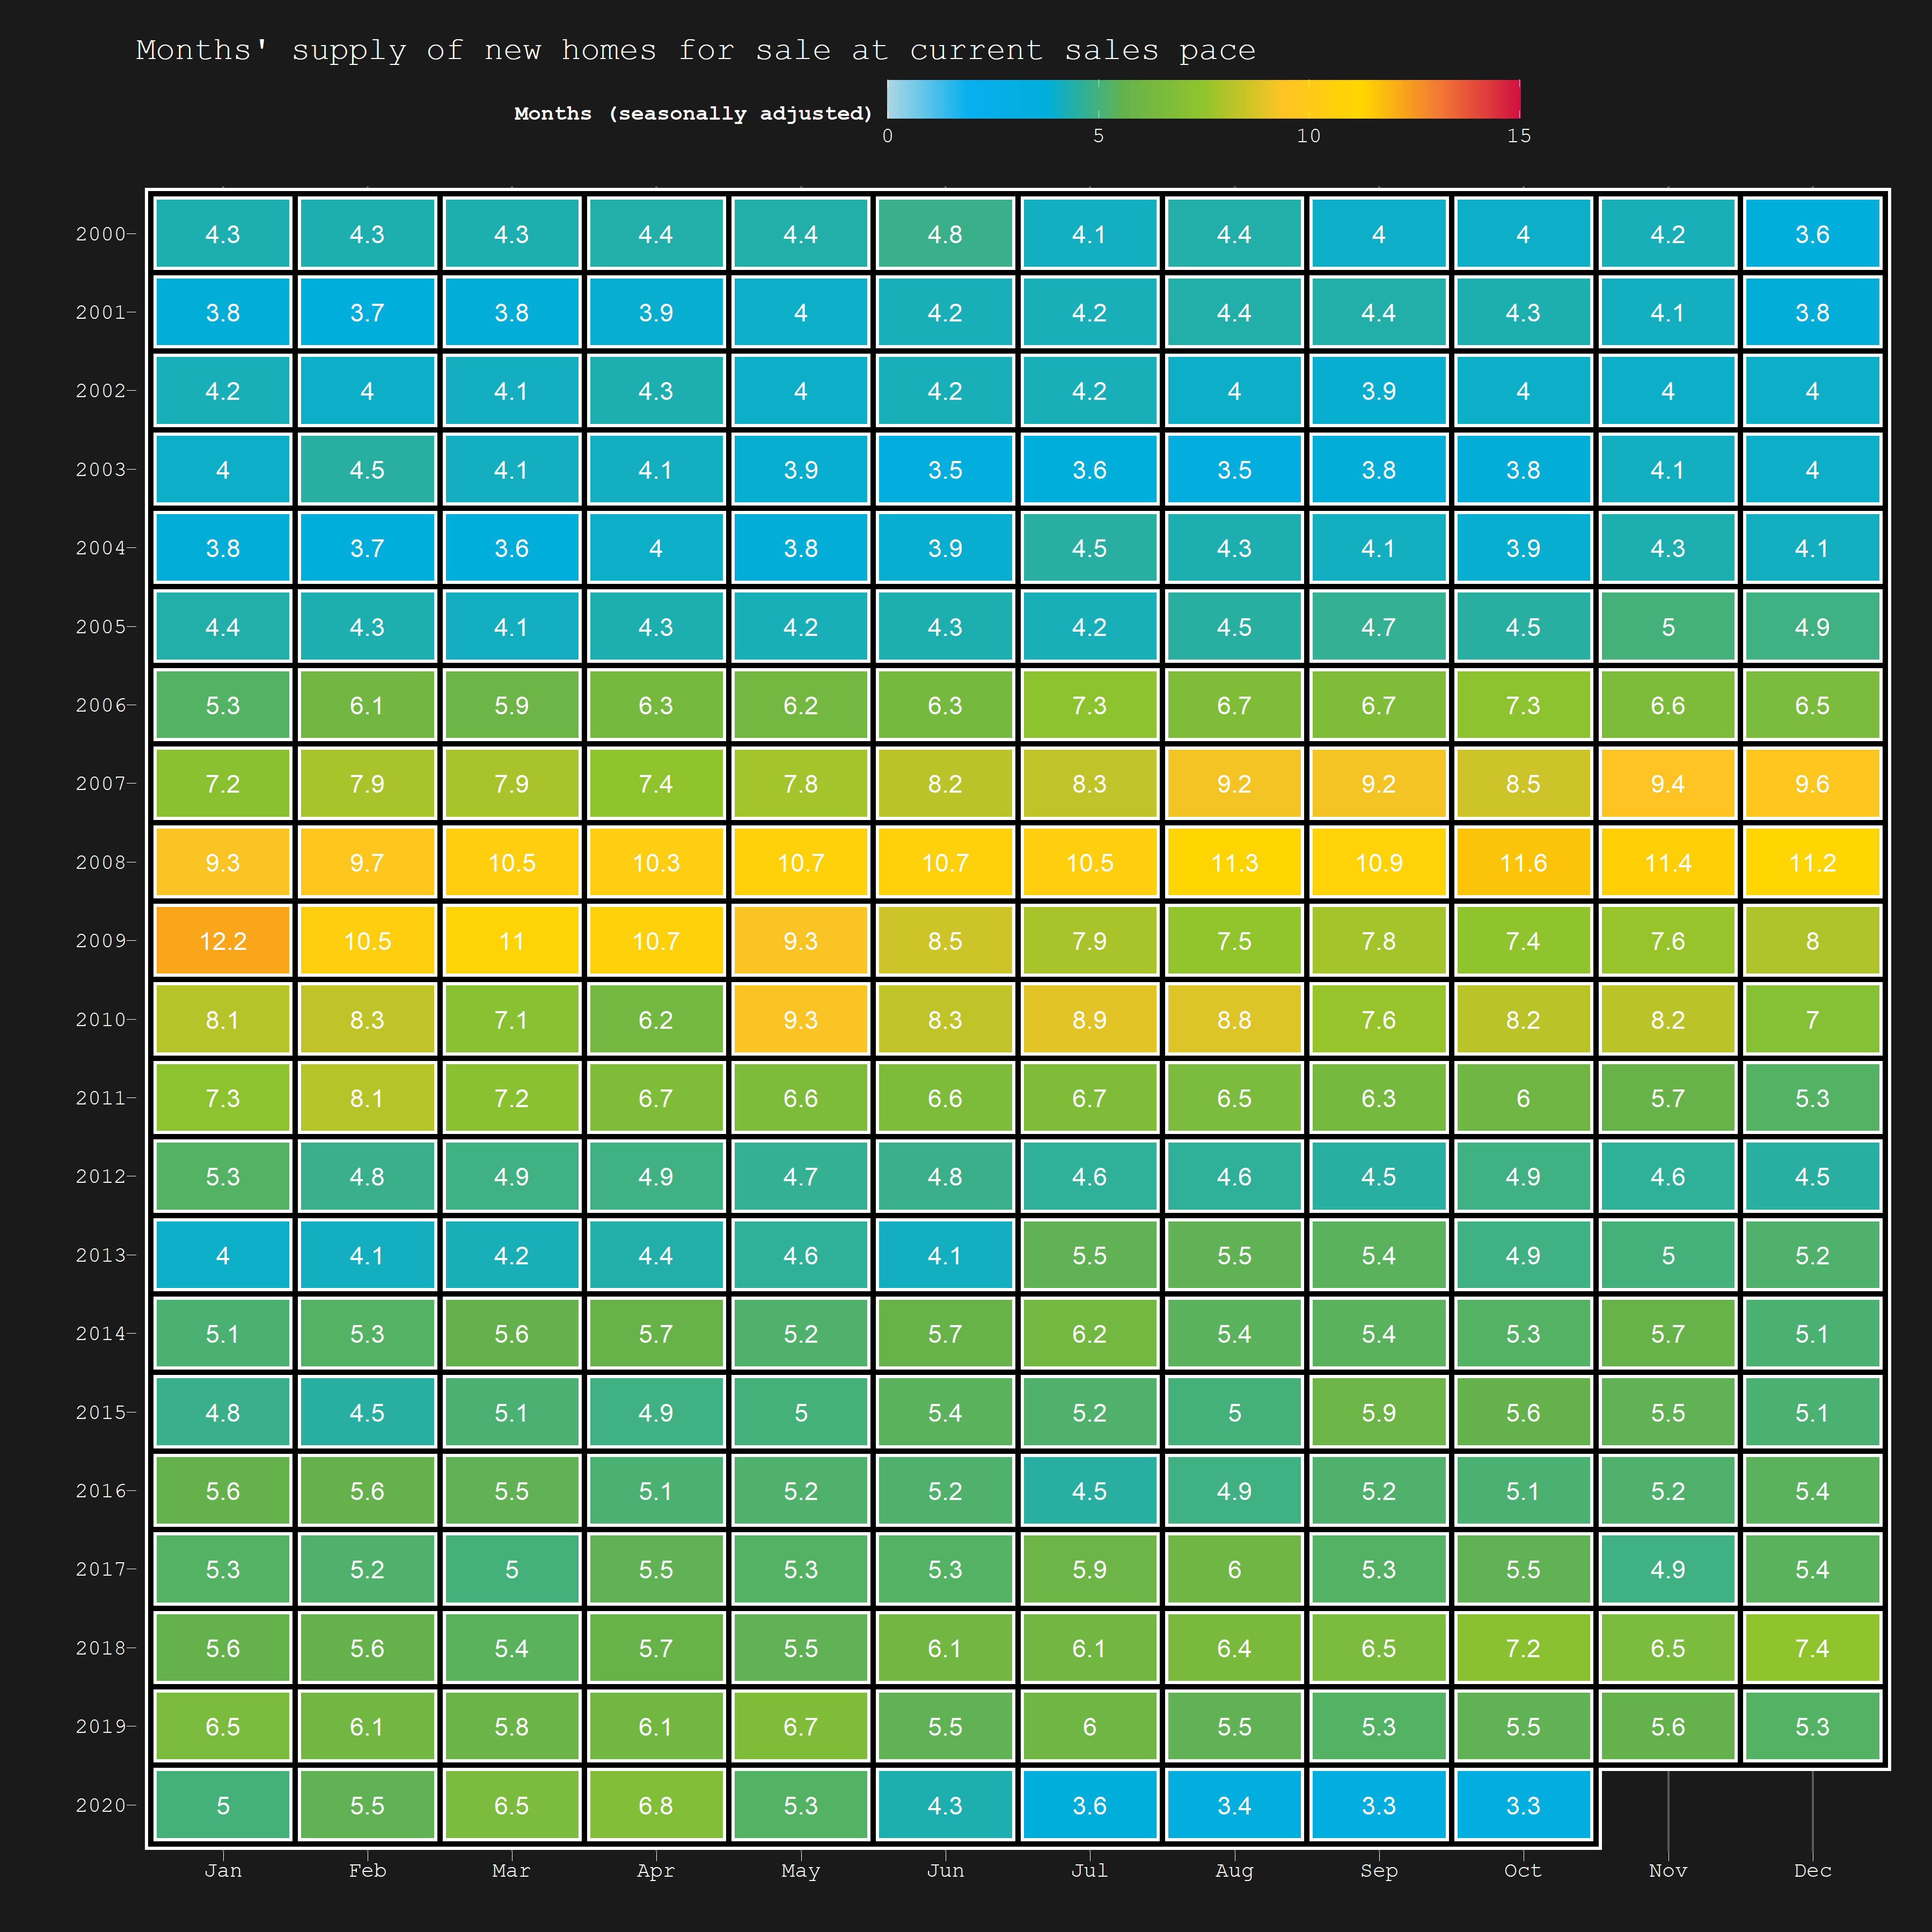 Months' supply of new homes for sale at current sales pace
Months (seasonally adjusted)
0 5 10 15
2000 4.3 4.3 4.3 4.4 4.4 4.8 4.1 4.4 4 4 4.2 3.6
2001 3.8 3.7 3.8 3.9 4 4.2 4.2 4.4 4.4 4.3 4.1 3.8
2002 4.2 4 4.1 4.3 4 4.2 4.2 4 3.9 4 4 4
2003 4 4.5 4.1 4.1 3.9 3.5 3.6 3.5 3.8 3.8 4.1 4
2004 3.8 3.7 3.6 4 3.8 3.9 4.5 4.3 4.1 3.9 4.3 4.1
2005 4.4 4.3 4.1 4.3 4.2 4.3 4.2 4.5 4.7 4.5 5 4.9
2006 5.3 6.1 5.9 6.3 6.2 6.3 7.3 6.7 6.7 7.3 6.6 6.5
2007 7.2 7.9 7.9 7.4 7.8 8.2 8.3 9.2 9.2 8.5 9.4 9.6
2008 9.3 9.7 10.5 10.3 10.7 10.7 10.5 11.3 10.9 11.6 11.4 11.2
2009 12.2 10.5 11 10.7 9.3 8.5 7.9 7.5 7.8 7.4 7.6 8
2010 8.1 8.3 7.1 6.2 9.3 8.3 8.9 8.8 7.6 8.2 8.2 7
2011 7.3 8.1 7.2 6.7 6.6 6.6 6.7 6.5 6.3 6 5.7 5.3
2012 5.3 4.8 4.9 4.9 4.7 4.8 4.6 4.6 4.5 4.9 4.6 4.5
2013 4 4.1 4.2 4.4 4.6 4.1 5.5 5.5 5.4 4.9 5 5.2
2014 5.1 5.3 5.6 5.7 5.2 5.7 6.2 5.4 5.4 5.3 5.7 5.1
2015 4.8 4.5 5.1 4.9 5 5.4 5.2 5 5.9 5.6 5.5 5.1
2016 5.6 5.6 5.5 5.1 5.2 5.2 4.5 4.9 5.2 5.1 5.2 5.4
2017 5.3 5.2 5 5.5 5.3 5.3 5.9 6 5.3 5.5 4.9 5.4
2018 5.6 5.6 5.4 5.7 5.5 6.1 6.1 6.4 6.5 7.2 6.5 7.4
2019 6.5 6.1 5.8 6.1 6.7 5.5 6 5.5 5.3 5.5 5.6 5.3
2020 5 5.5 6.5 6.8 5.3 4.3 3.6 3.4 3.3 3.3
Jan Feb Mar Apr May Jun Jul Aug Sep Oct Nov Dec